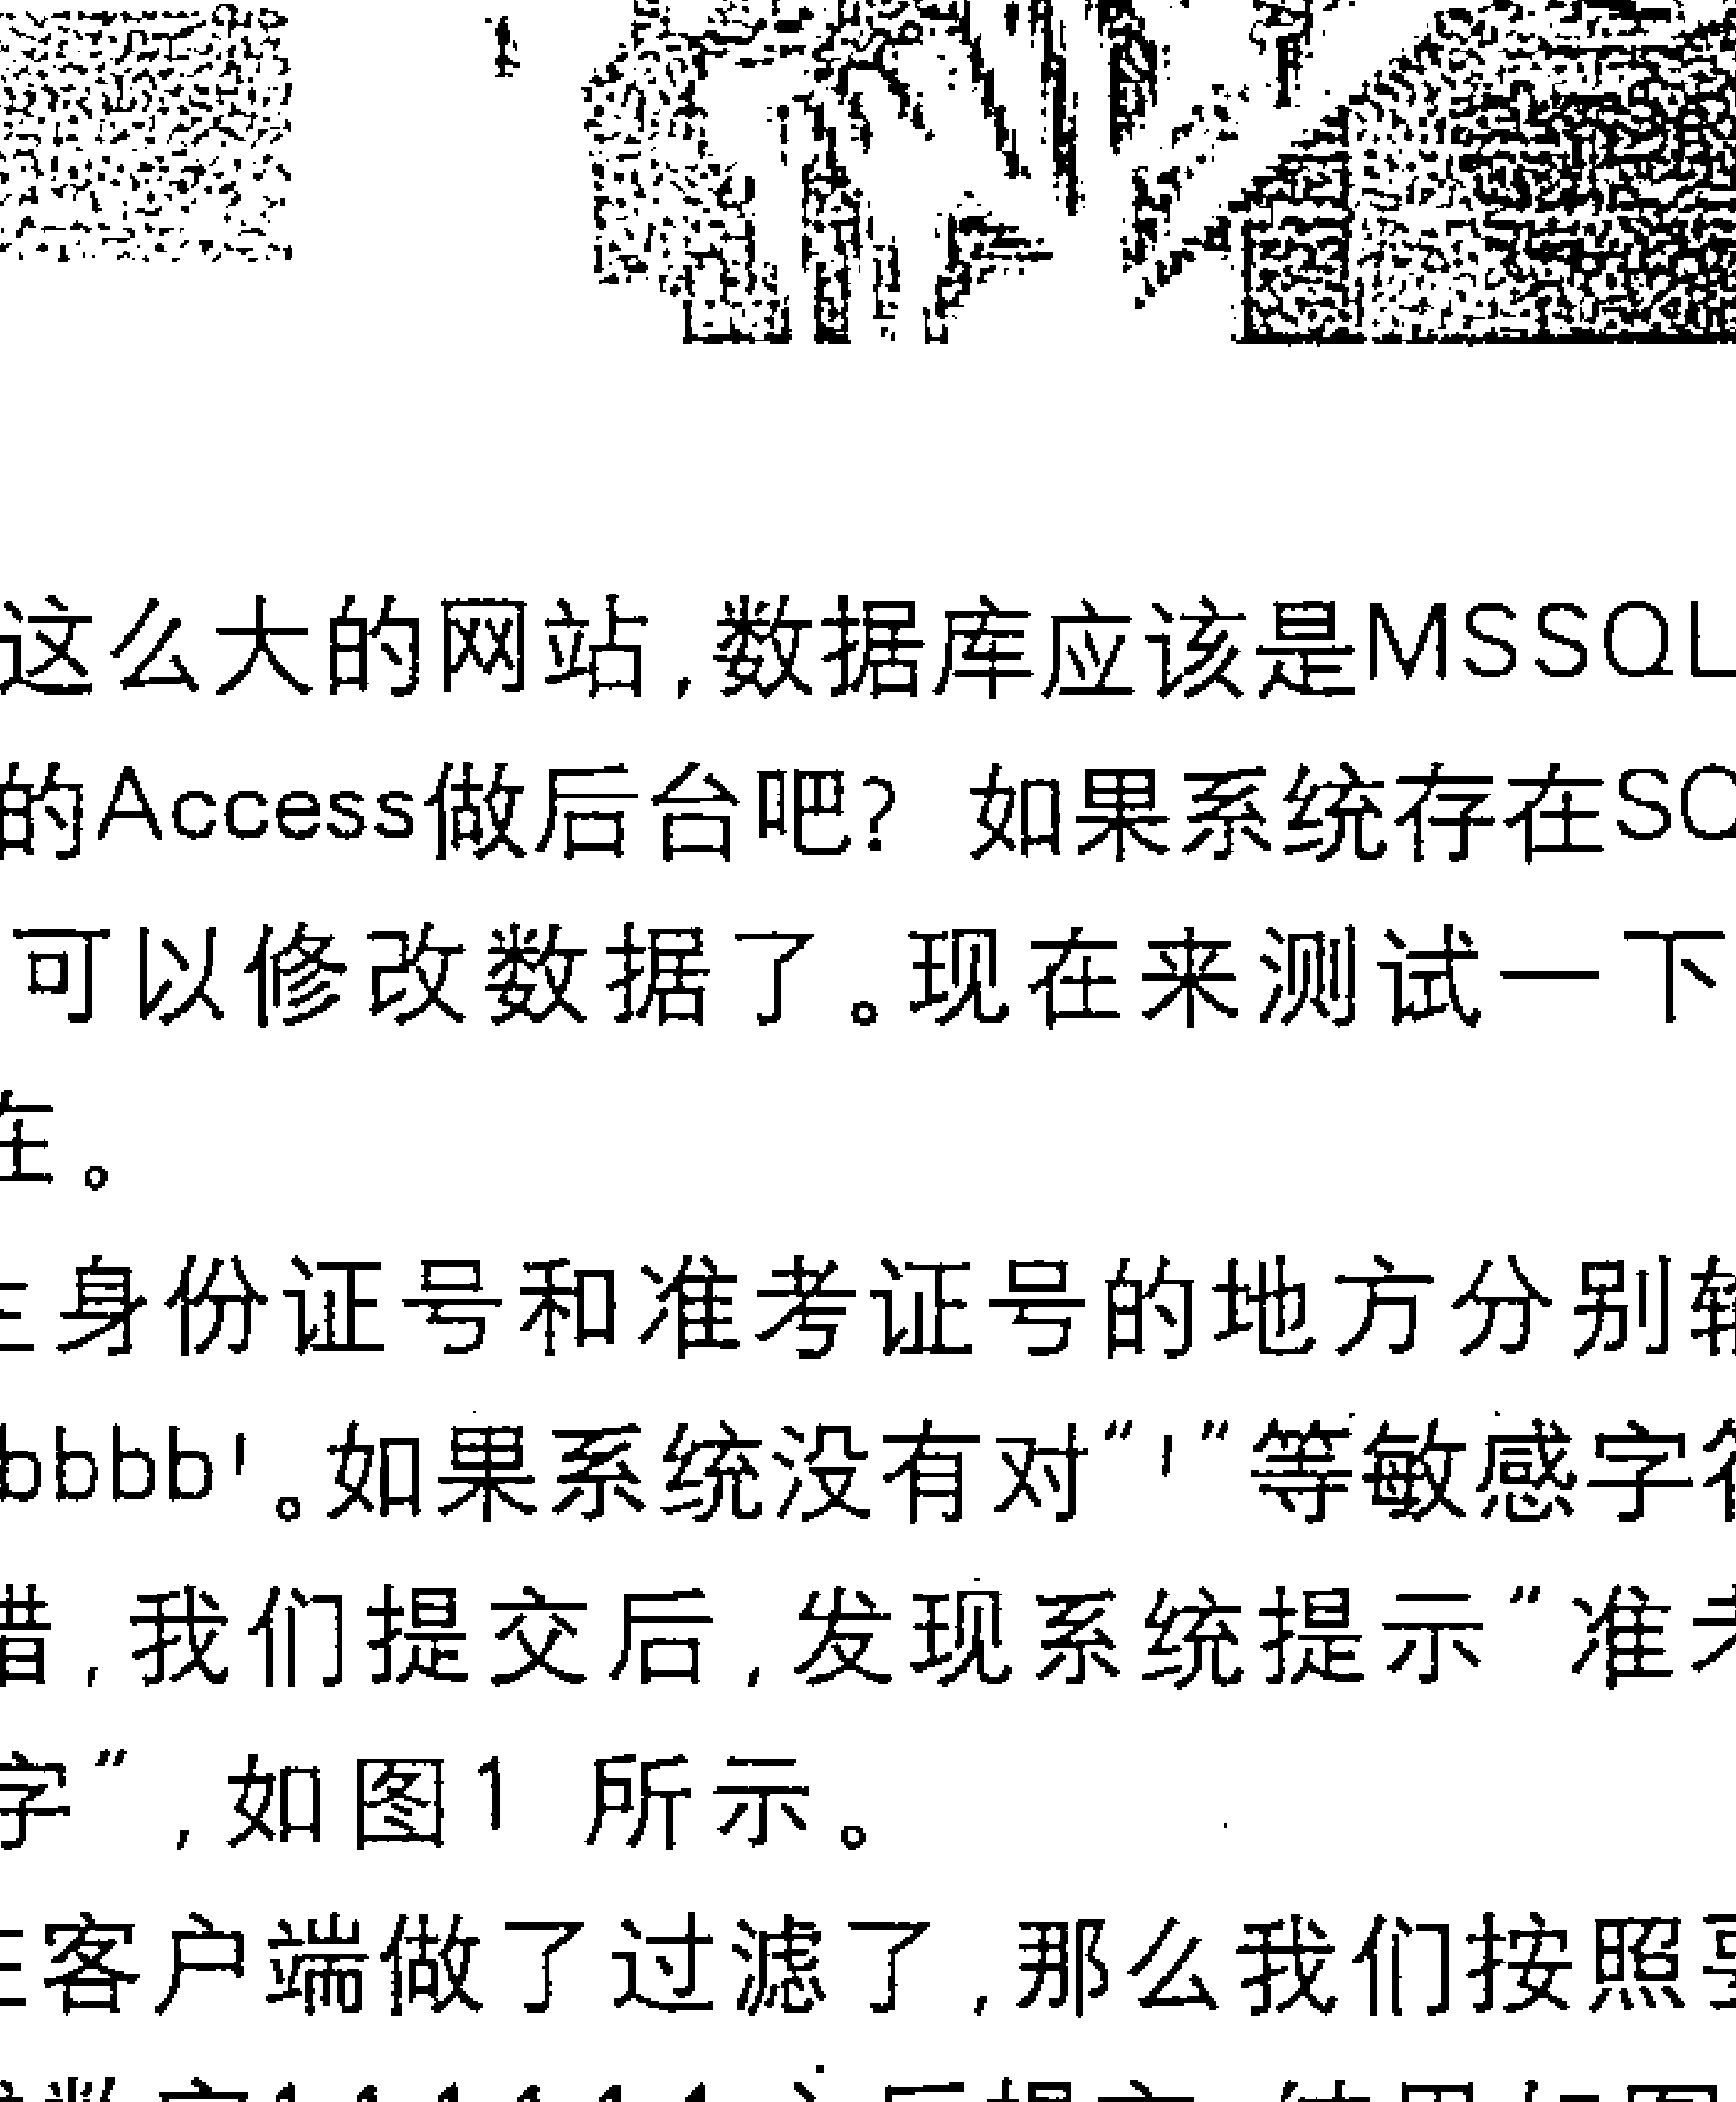 这么大的网站,数据库应该是MSSQL
的Access做后台吧? 如果系统存在SQ
可以修改数据了。现在来测试一下
在。
身份证号和准考证号的地方分别输
bbbb'。如果系统没有对"'"等敏感字符
错,我们提交后,发现系统提示"准考
字",如图1 所示。
在客户端做了过滤了,那么我们按照要